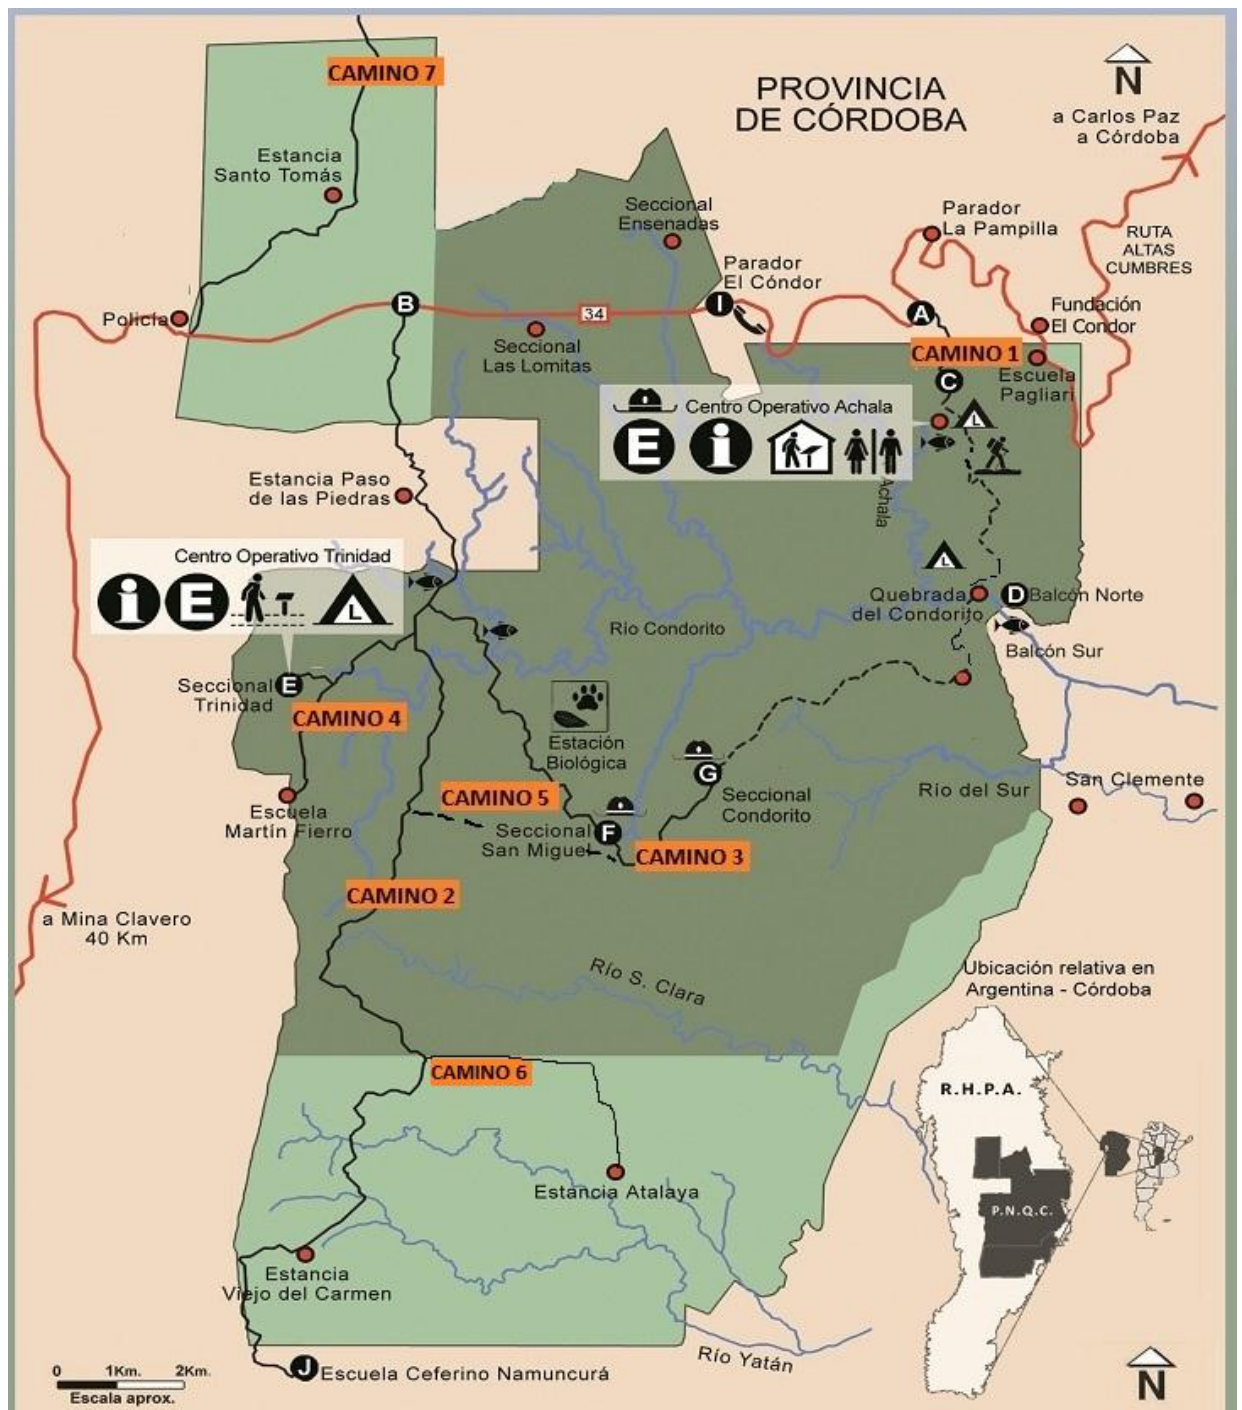 CAMINO 7
N
PROVINCIA
DE CÓRDOBA
a Carlos Paz
a Córdoba
Estancia
Santo Tomás
Seccional
Ensenadas
Parador
La Pampilla
RUTA
ALTAS
CUMBRES
Parador
El Cóndor
Policía
B
34
I
A
Fundación
El Condor
Seccional
Las Lomitas
CAMINO 1
C
Escuela
Pagliari
Centro Operativo Achala
E
i
L
Achala
Estancia Paso
de las Piedras
Centro Operativo Trinidad
i
E
L
L
Quebrada
del Condorito
D
Balcón Norte
Río Condorito
Balcón Sur
Seccional
Trinidad
E
CAMINO 4
Estación
Biológica
G
Seccional
Condorito
Río del Sur
San Clemente
CAMINO 5
Escuela
Martín Fierro
Seccional
San Miguel
F
CAMINO 3
CAMINO 2
a Mina Clavero
40 Km
Río S. Clara
Ubicación relativa en
Argentina - Córdoba
CAMINO 6
R.H.P.A.
P.N.Q.C.
Estancia Atalaya
Estancia
Viejo del Carmen
Río Yatán
J
Escuela Ceferino Namuncurá
0 1Km. 2Km.
Escala aprox.
N